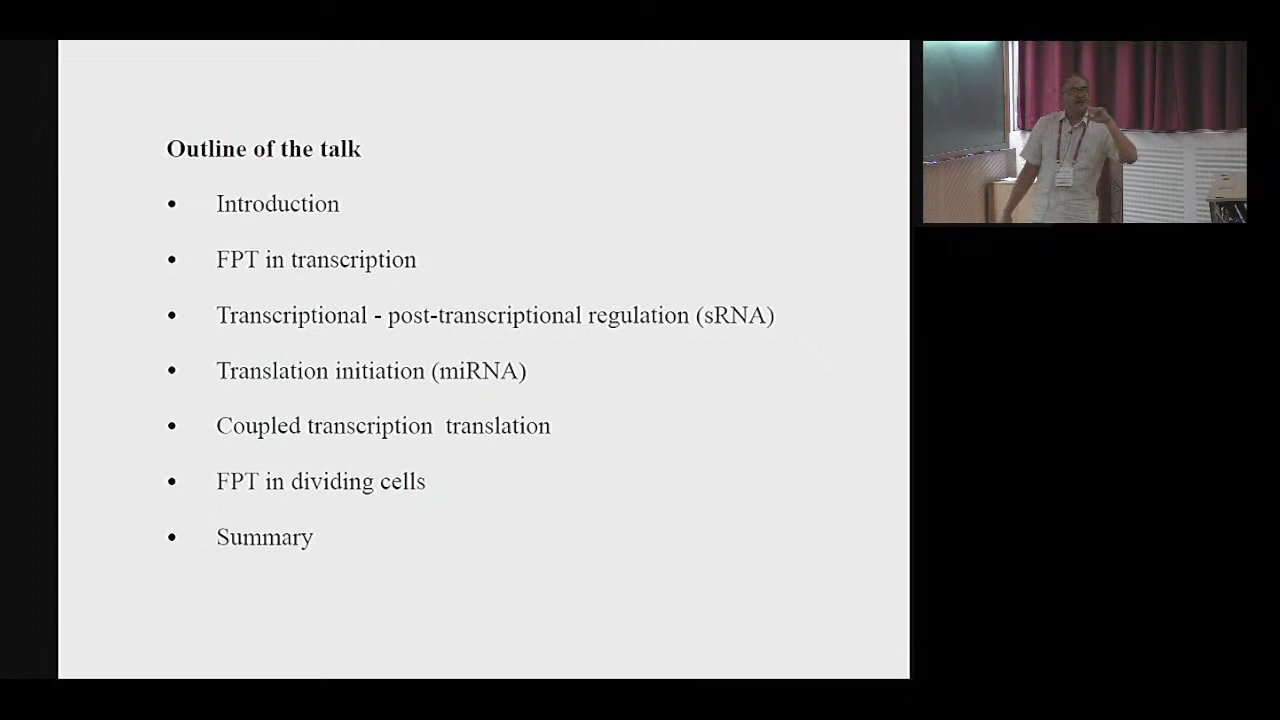 Outline of the talk
• Introduction
• FPT in transcription
• Transcriptional - post-transcriptional regulation (sRNA)
• Translation initiation (miRNA)
• Coupled transcription  translation
• FPT in dividing cells
• Summary